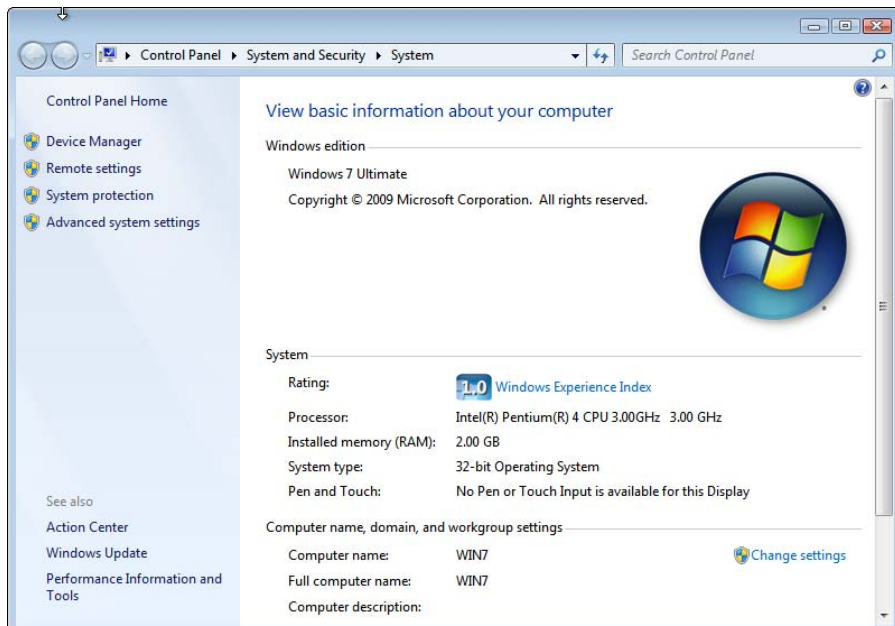 Control Panel ▸ System and Security ▸ System
Search Control Panel
Control Panel Home
Device Manager
Remote settings
System protection
Advanced system settings
See also
Action Center
Windows Update
Performance Information and
Tools
View basic information about your computer
Windows edition
Windows 7 Ultimate
Copyright © 2009 Microsoft Corporation. All rights reserved.
System
Rating: 1.0 Windows Experience Index
Processor: Intel(R) Pentium(R) 4 CPU 3.00GHz 3.00 GHz
Installed memory (RAM): 2.00 GB
System type: 32-bit Operating System
Pen and Touch: No Pen or Touch Input is available for this Display
Computer name, domain, and workgroup settings
Computer name: WIN7 Change settings
Full computer name: WIN7
Computer description: